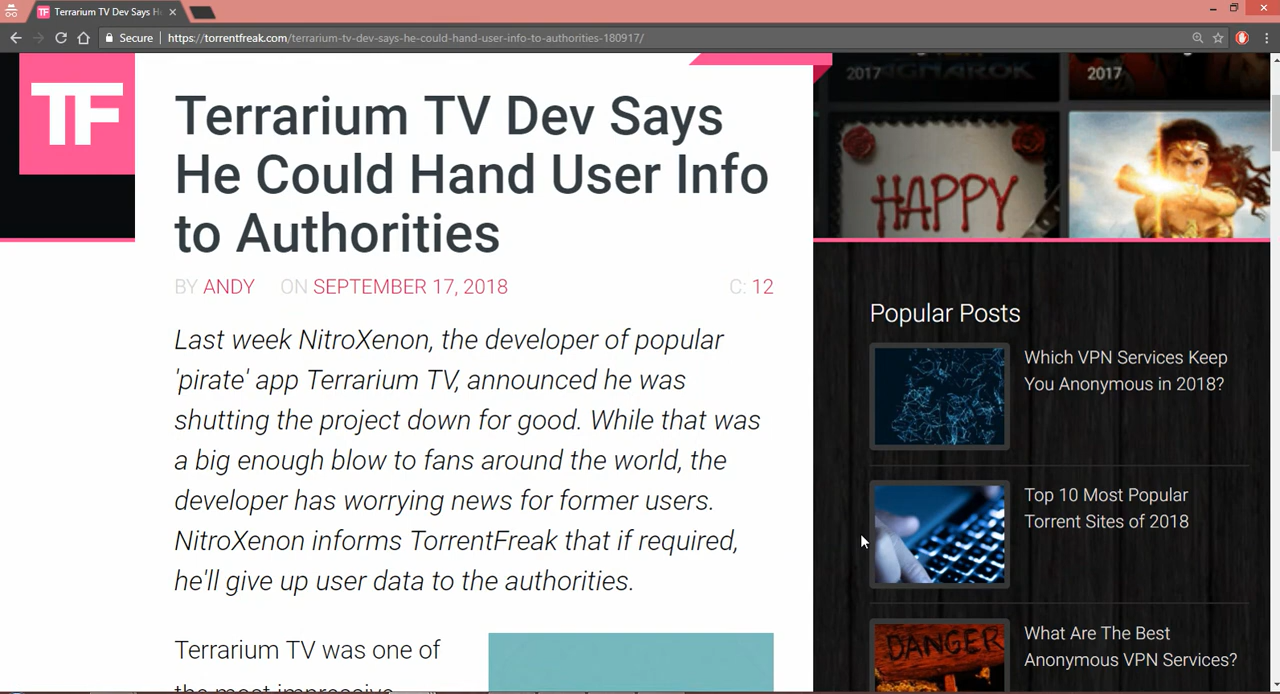 TF Terrarium TV Dev Says H
Secure https://torrentfreak.com/terrarium-tv-dev-says-he-could-hand-user-info-to-authorities-180917/
TF
Terrarium TV Dev Says
He Could Hand User Info
to Authorities
BY ANDY ON SEPTEMBER 17, 2018 C: 12
Last week NitroXenon, the developer of popular
'pirate' app Terrarium TV, announced he was
shutting the project down for good. While that was
a big enough blow to fans around the world, the
developer has worrying news for former users.
NitroXenon informs TorrentFreak that if required,
he'll give up user data to the authorities.
Terrarium TV was one of
the most impressive
2017
RAGNAROK
2017
HAPPY
Popular Posts
Which VPN Services Keep
You Anonymous in 2018?
Top 10 Most Popular
Torrent Sites of 2018
DANGER
What Are The Best
Anonymous VPN Services?